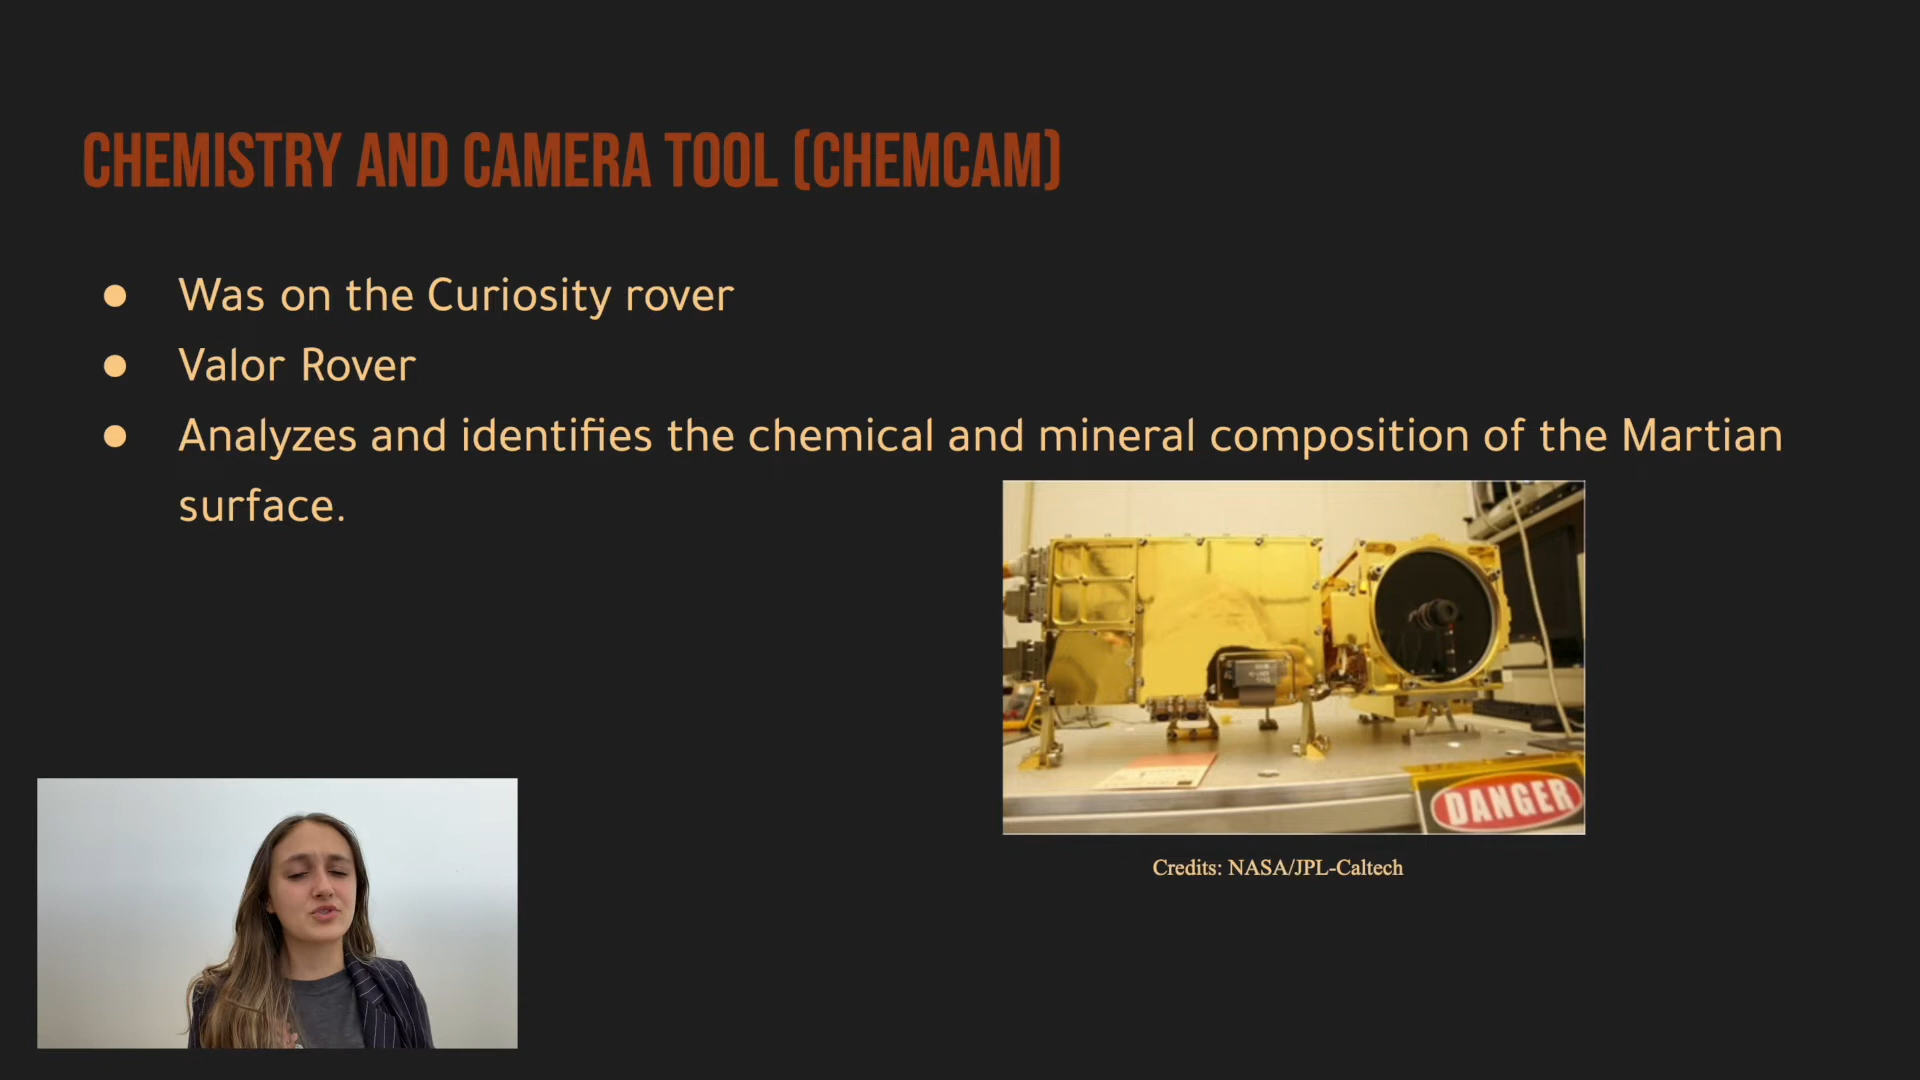 CHEMISTRY AND CAMERA TOOL (CHEMCAM)
● Was on the Curiosity rover
● Valor Rover
● Analyzes and identifies the chemical and mineral composition of the Martian
surface.
DANGER
Credits: NASA/JPL-Caltech